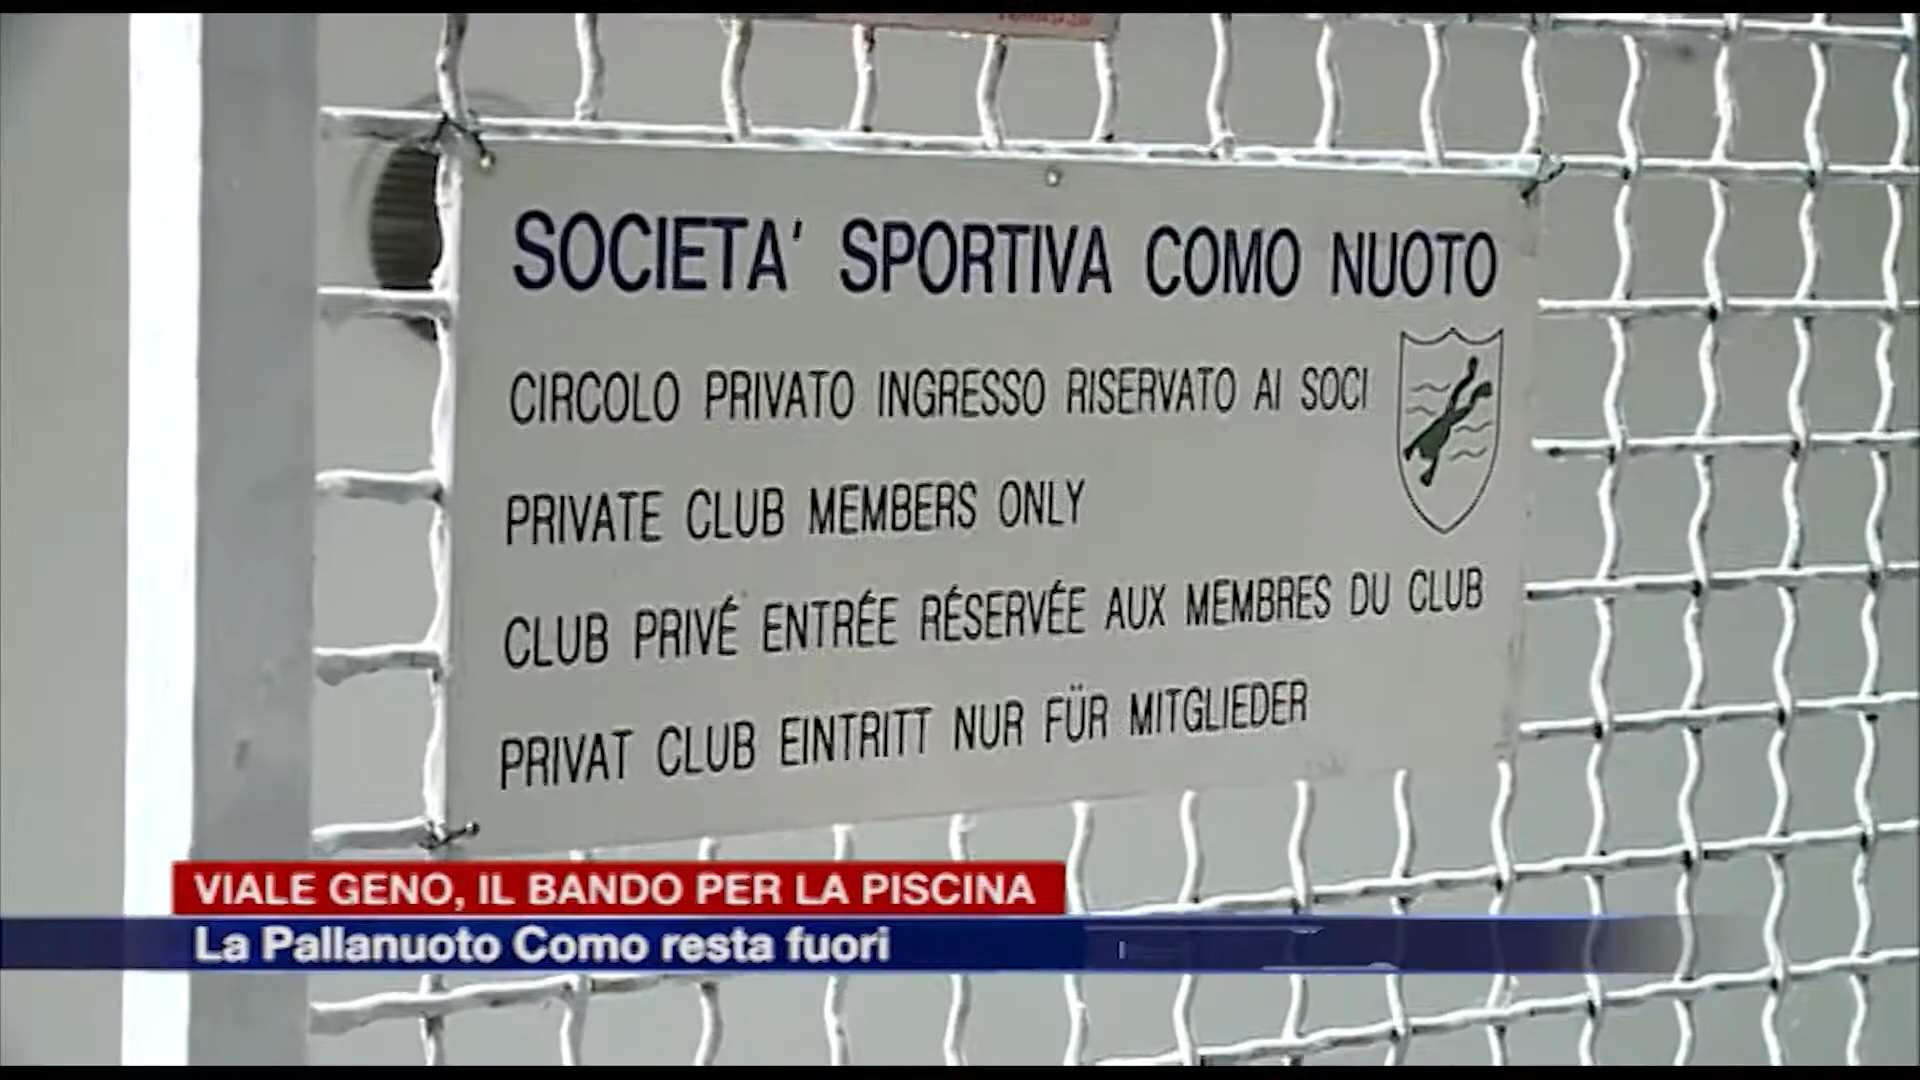 SOCIETA' SPORTIVA COMO NUOTO
CIRCOLO PRIVATO INGRESSO RISERVATO AI SOCI
PRIVATE CLUB MEMBERS ONLY
CLUB PRIVÉ ENTRÉE RÉSERVÉE AUX MEMBRES DU CLUB
PRIVAT CLUB EINTRITT NUR FÜR MITGLIEDER
VIALE GENO, IL BANDO PER LA PISCINA
La Pallanuoto Como resta fuori